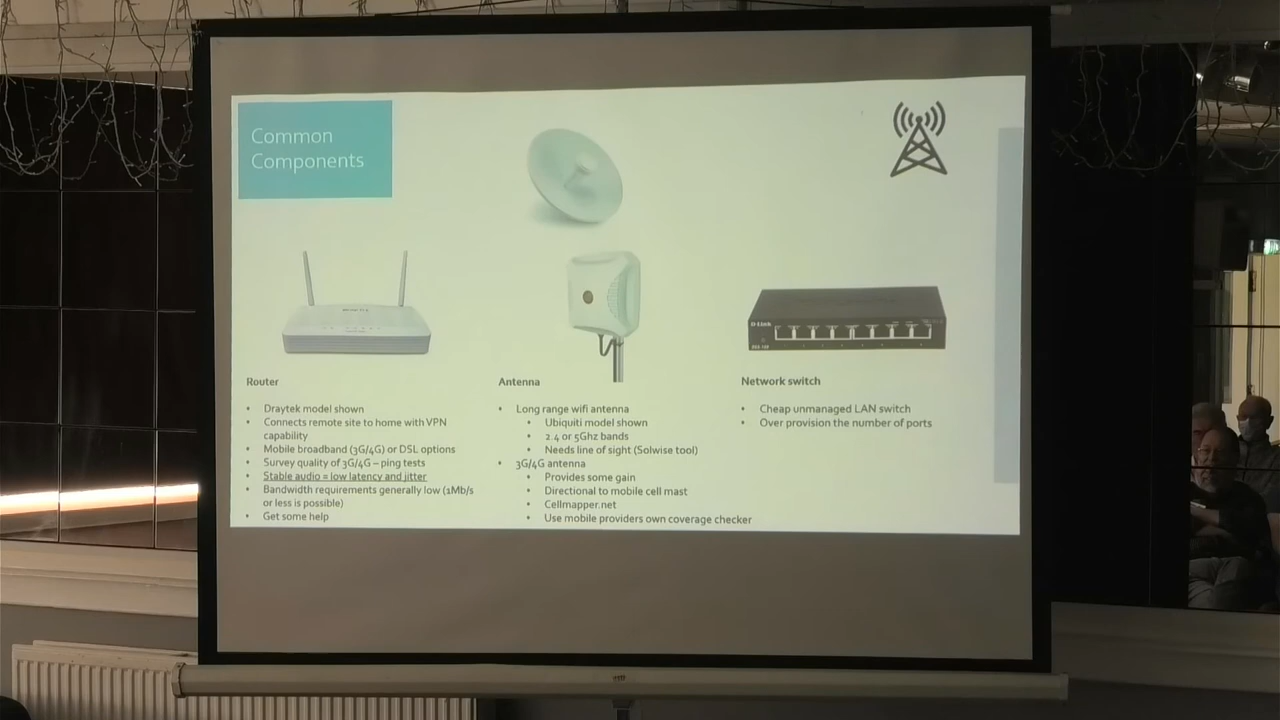 Common
Components
D-Link
Router
Draytek model shown
Connects remote site to home with VPN
capability
Mobile broadband (3G/4G) or DSL options
Survey quality of 3G/4G – ping tests
Stable audio = low latency and jitter
Bandwidth requirements generally low (1Mb/s
or less is possible)
Get some help
Antenna
Long range wifi antenna
Ubiquiti model shown
2.4 or 5Ghz bands
Needs line of sight (Solwise tool)
3G/4G antenna
Provides some gain
Directional to mobile cell mast
Cellmapper.net
Use mobile providers own coverage checker
Network switch
Cheap unmanaged LAN switch
Over provision the number of ports